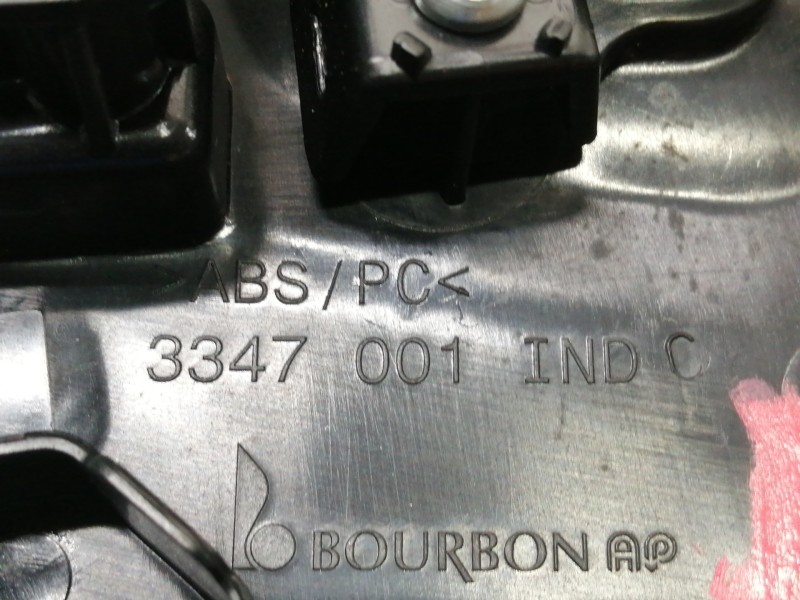 >ABS/PC<
3347 001 IND C
BOURBON AP